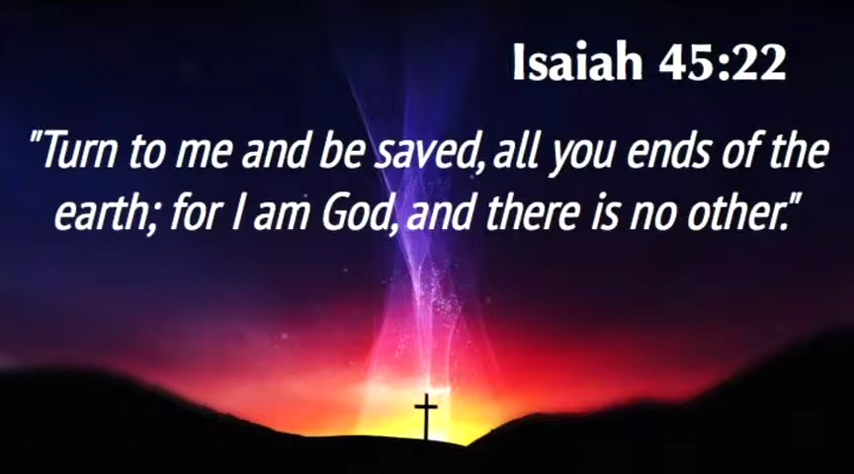 Isaiah 45:22
"Turn to me and be saved, all you ends of the
earth; for I am God, and there is no other."